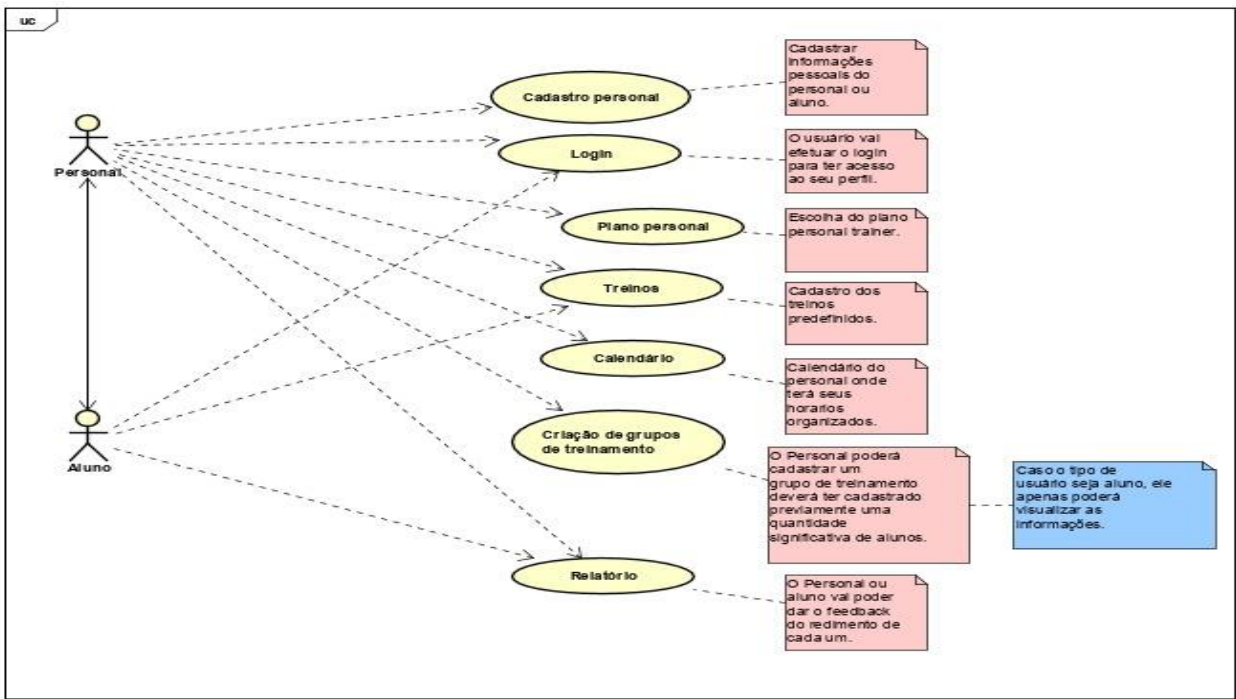 uc
Cadastro personal
Cadastrar
informações
pessoais do
personal ou
aluno.
Personal
Login
O usuário vai
efetuar o login
para ter acesso
ao seu perfil.
Plano personal
Escolha do plano
personal trainer.
Treinos
Cadastro dos
treinos
predefinidos.
Calendário
Calendário do
personal onde
terá seus
horarios
organizados.
Aluno
Criação de grupos
de treinamento
O Personal poderá
cadastrar um
grupo de treinamento
deverá ter cadastrado
previamente uma
quantidade
significativa de alunos.
Caso o tipo de
usuário seja aluno, ele
apenas poderá
visualizar as
informações.
Relatório
O Personal ou
aluno vai poder
dar o feedback
do redimento de
cada um.